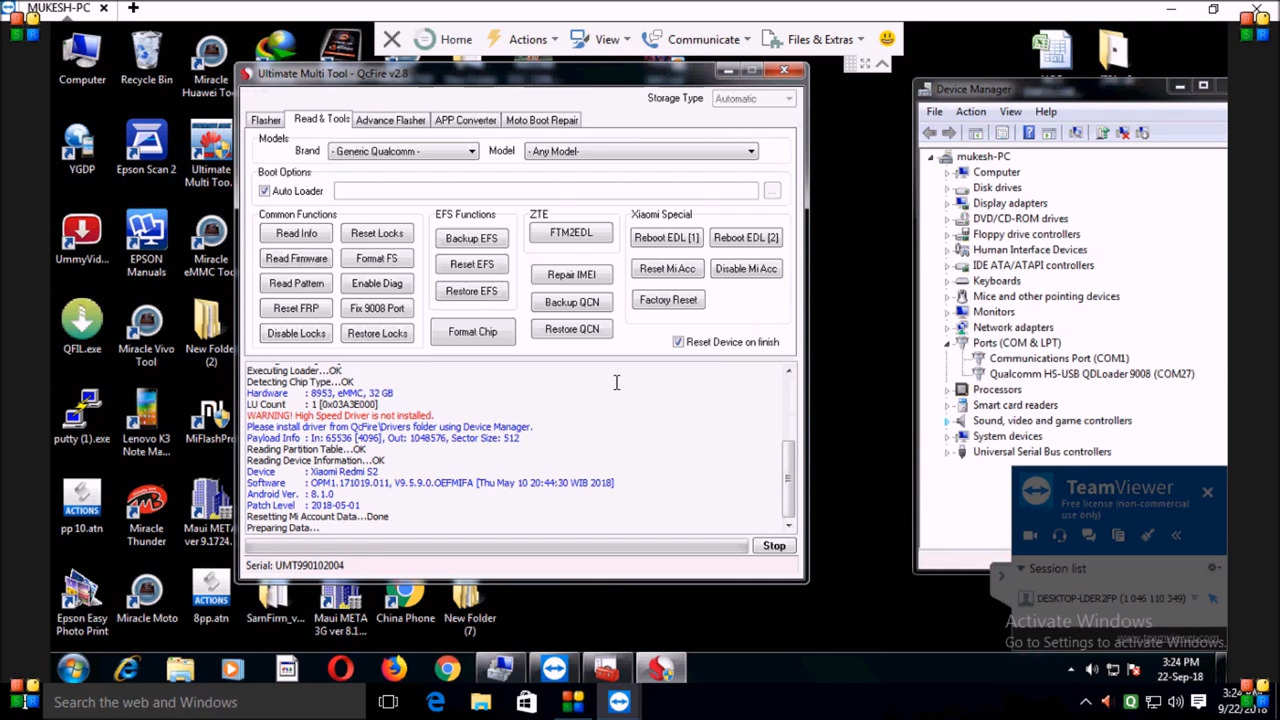 MUKESH-PC
Home
Actions
View
Communicate
Files & Extras
Computer
Recycle Bin
Miracle
Huawei Tool
YGDP
Epson Scan 2
Ultimate
Multi Too...
UmmyVid...
EPSON
Manuals
Miracle
eMMC Too
QFIL.exe
Miracle Vivo
Tool
New Folder
(2)
putty (1).exe
Lenovo K3
Note Ma...
MiFlashPr
ACTIONS
pp 10.atn
Miracle
Thunder
Maui META
ver 9.1724.
Epson Easy
Photo Print
Miracle Moto
ACTIONS
8pp.atn
SamFirm_v...
Maui META
3G ver 8.1...
China Phone
New Folder
(7)
Ultimate Multi Tool - QcFire v2.8
Storage Type
Automatic
Flasher
Read & Tools
Advance Flasher
APP Converter
Moto Boot Repair
Models
Brand
- Generic Qualcomm -
Model
- Any Model-
Boot Options
Auto Loader
...
Common Functions
EFS Functions
ZTE
Xiaomi Special
Read Info
Reset Locks
Backup EFS
FTM2EDL
Reboot EDL [1]
Reboot EDL [2]
Read Firmware
Format FS
Reset EFS
Repair IMEI
Reset Mi Acc
Disable Mi Acc
Read Pattern
Enable Diag
Restore EFS
Backup QCN
Factory Reset
Reset FRP
Fix 9008 Port
Disable Locks
Restore Locks
Format Chip
Restore QCN
Reset Device on finish
Executing Loader...OK
Detecting Chip Type...OK
Hardware : 8953, eMMC, 32 GB
LU Count : 1 [0x03A3E000]
WARNING! High Speed Driver is not installed.
Please install driver from QcFire\Drivers folder using Device Manager.
Payload Info : In: 65536 [4096], Out: 1048576, Sector Size: 512
Reading Partition Table...OK
Reading Device Information...OK
Device : Xiaomi Redmi S2
Software : OPM1.171019.011, V9.5.9.0.OEFMIFA [Thu May 10 20:44:30 WIB 2018]
Android Ver. : 8.1.0
Patch Level : 2018-05-01
Resetting Mi Account Data...Done
Preparing Data...
Stop
Serial: UMT990102004
Device Manager
File Action View Help
mukesh-PC
Computer
Disk drives
Display adapters
DVD/CD-ROM drives
Floppy drive controllers
Human Interface Devices
IDE ATA/ATAPI controllers
Keyboards
Mice and other pointing devices
Monitors
Network adapters
Ports (COM & LPT)
Communications Port (COM1)
Qualcomm HS-USB QDLoader 9008 (COM27)
Processors
Smart card readers
Sound, video and game controllers
System devices
Universal Serial Bus controllers
TeamViewer
Free license (non-commercial
use only)
Session list
DESKTOP-LDER2FP (1 046 110 349)
www.teamviewer.com
Activate Windows
Go to Settings to activate Windows.
3:24 PM
22-Sep-18
Search the web and Windows
9/22/2018